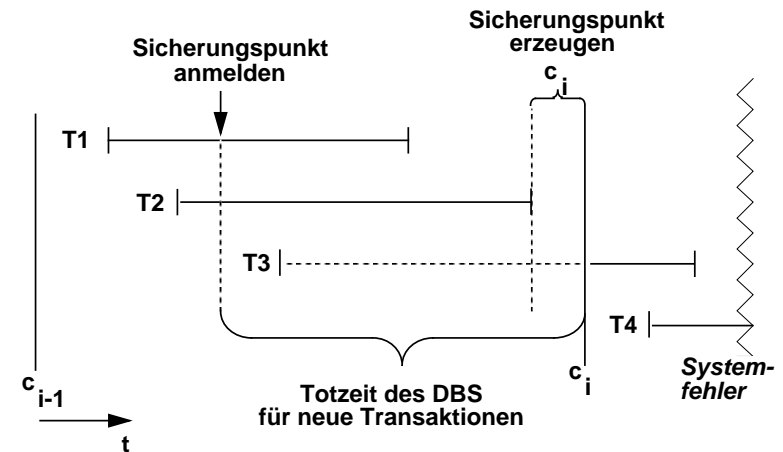 Sicherungspunkt
anmelden
Sicherungspunkt
erzeugen
c i
T1
T2
T3
T4
c i-1
t
Totzeit des DBS
für neue Transaktionen
c i
System-
fehler